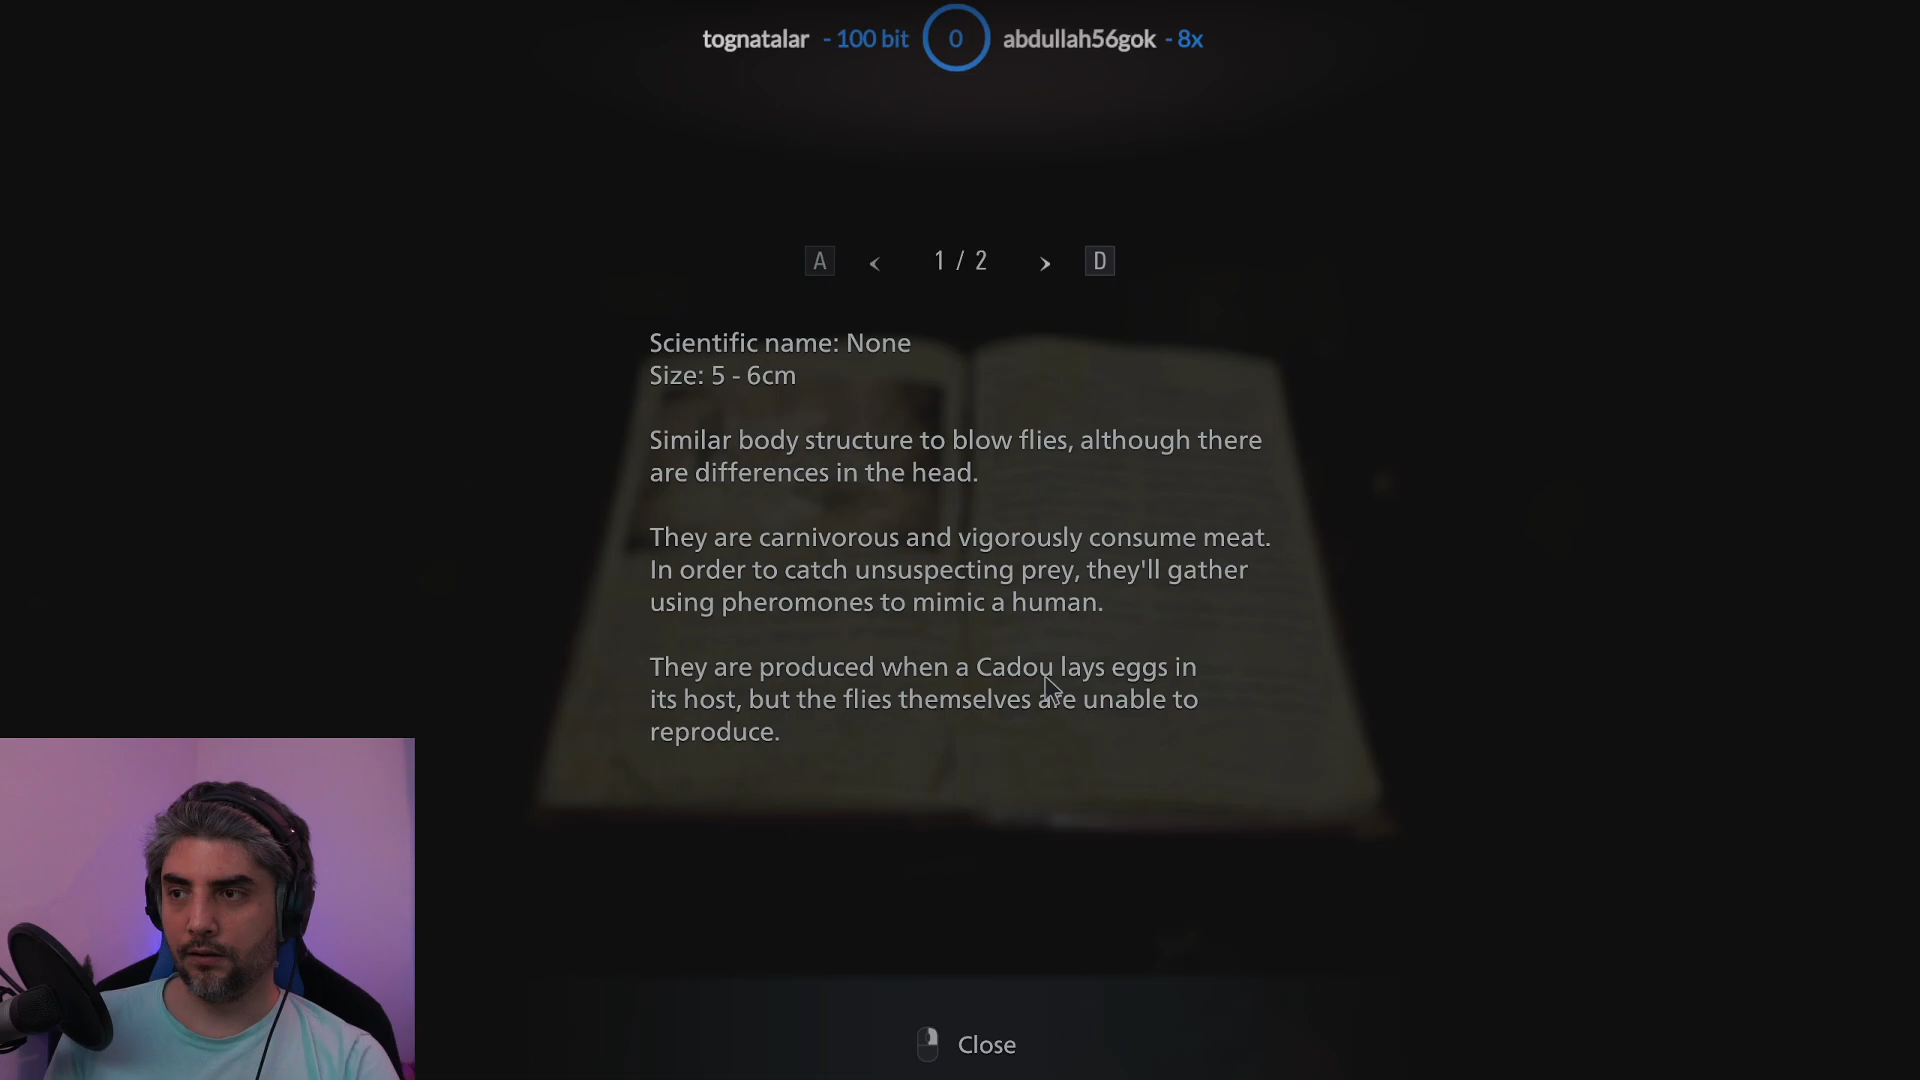 tognatalar - 100 bit 0 abdullah56gok - 8x
A < 1 / 2 > D
Scientific name: None
Size: 5 - 6cm
Similar body structure to blow flies, although there
are differences in the head.
They are carnivorous and vigorously consume meat.
In order to catch unsuspecting prey, they'll gather
using pheromones to mimic a human.
They are produced when a Cadou lays eggs in
its host, but the flies themselves are unable to
reproduce.
Close